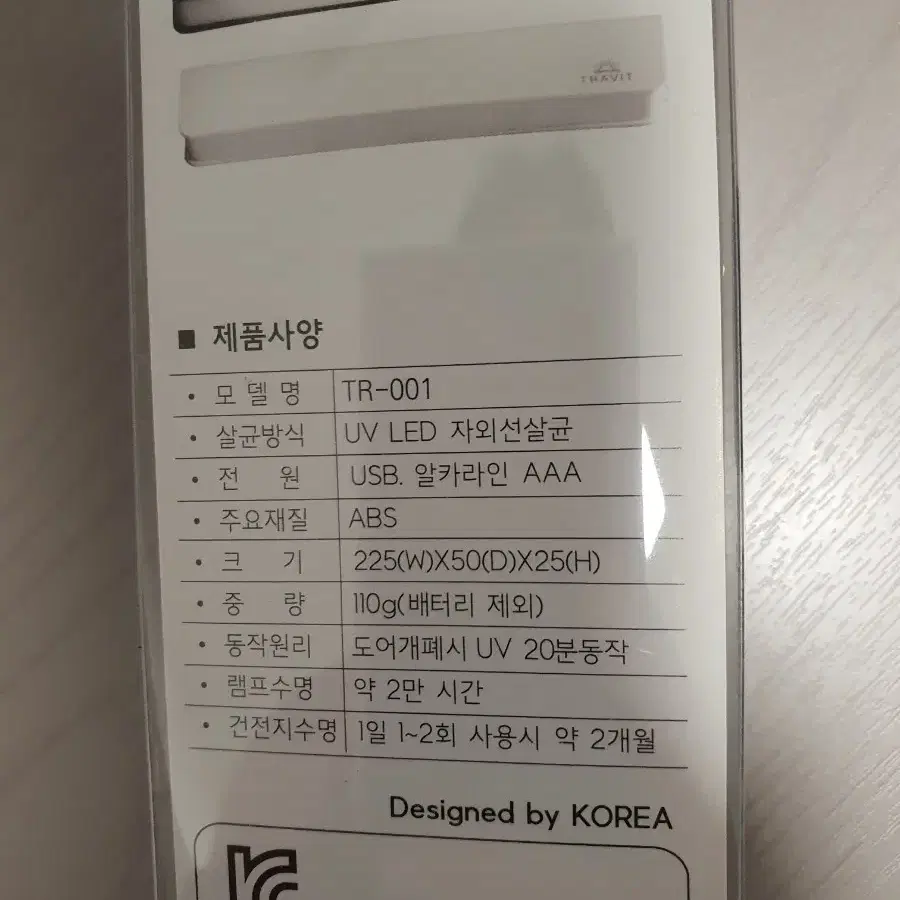 TRAVIT
■ 제품사양
• 모 델 명 TR-001
• 살균방식 UV LED 자외선살균
• 전 원 USB. 알카라인 AAA
• 주요재질 ABS
• 크 기 225(W)X50(D)X25(H)
• 중 량 110g(배터리 제외)
• 동작원리 도어개폐시 UV 20분동작
• 램프수명 약 2만 시간
• 건전지수명 1일 1~2회 사용시 약 2개월
Designed by KOREA